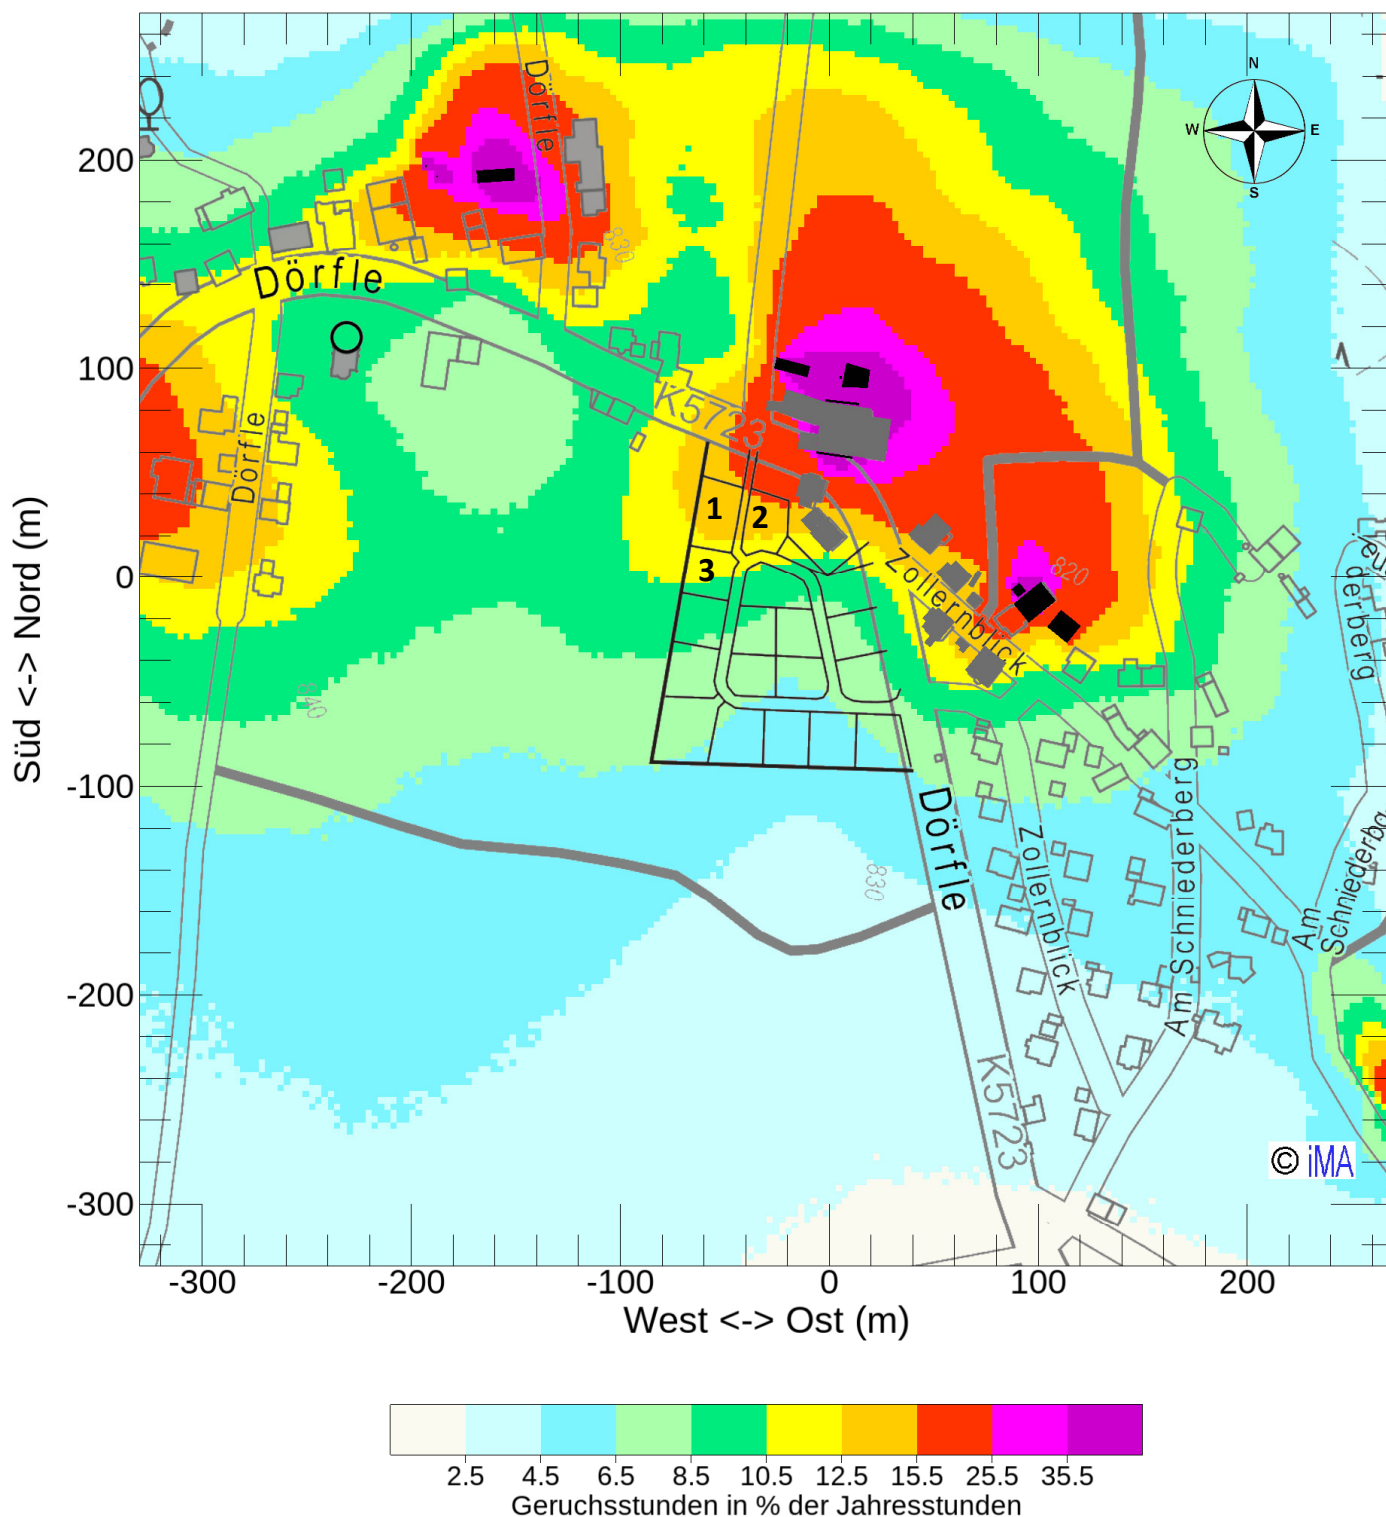 N
W E
S
200
100
0
-100
-200
-300
Süd <-> Nord (m)
Dörfle
830
Dörfle
K5723
Dörfle
1
2
3
Zollernblick
820
derberg
840
830
Dörfle
Zollernblick
Am Schniederberg
Am
K5723
© iMA
-300 -200 -100 0 100 200
West <-> Ost (m)
2.5 4.5 6.5 8.5 10.5 12.5 15.5 25.5 35.5
Geruchsstunden in % der Jahresstunden